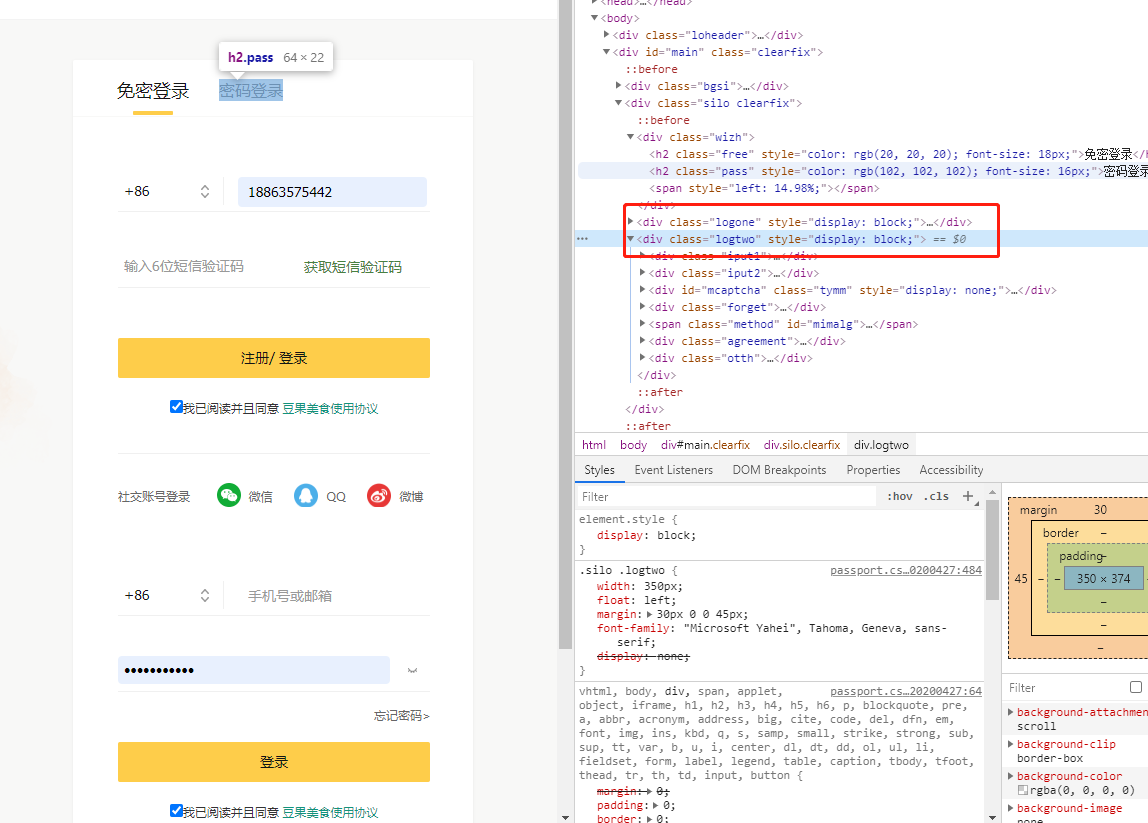 h2.pass 64 × 22
免密登录 密码登录
+86 18863575442
输入6位短信验证码 获取短信验证码
注册/ 登录
我已阅读并且同意 豆果美食使用协议
社交账号登录 微信 QQ 微博
+86 手机号或邮箱
•••••••••••
忘记密码>
登录
我已阅读并且同意 豆果美食使用协议
<head>…</head>
<body>
<div class="loheader">…</div>
<div id="main" class="clearfix">
::before
<div class="bgsi">…</div>
<div class="silo clearfix">
::before
<div class="wizh">
<h2 class="free" style="color: rgb(20, 20, 20); font-size: 18px;">免密登录</h
<h2 class="pass" style="color: rgb(102, 102, 102); font-size: 16px;">密码登录
<span style="left: 14.98%;"></span>
</div>
<div class="logone" style="display: block;">…</div>
<div class="logtwo" style="display: block;"> == $0
<div class="iput1">…</div>
<div class="iput2">…</div>
<div id="mcaptcha" class="tymm" style="display: none;">…</div>
<div class="forget">…</div>
<span class="method" id="mimalg">…</span>
<div class="agreement">…</div>
<div class="otth">…</div>
</div>
::after
</div>
::after
html body div#main.clearfix div.silo.clearfix div.logtwo
Styles Event Listeners DOM Breakpoints Properties Accessibility
Filter :hov .cls +
element.style {
display: block;
}
.silo .logtwo { passport.cs…0200427:484
width: 350px;
float: left;
margin: 30px 0 0 45px;
font-family: "Microsoft Yahei", Tahoma, Geneva, sans-
serif;
display: none;
}
vhtml, body, div, span, applet, passport.cs…20200427:64
object, iframe, h1, h2, h3, h4, h5, h6, p, blockquote, pre,
a, abbr, acronym, address, big, cite, code, del, dfn, em,
font, img, ins, kbd, q, s, samp, small, strike, strong, sub,
sup, tt, var, b, u, i, center, dl, dt, dd, ol, ul, li,
fieldset, form, label, legend, table, caption, tbody, tfoot,
thead, tr, th, td, input, button {
margin: 0;
padding: 0;
border: 0;
margin 30
border –
padding –
45 – – 350 × 374 –
–
–
–
Filter
background-attachmen
scroll
background-clip
border-box
background-color
rgba(0, 0, 0, 0)
background-image
none